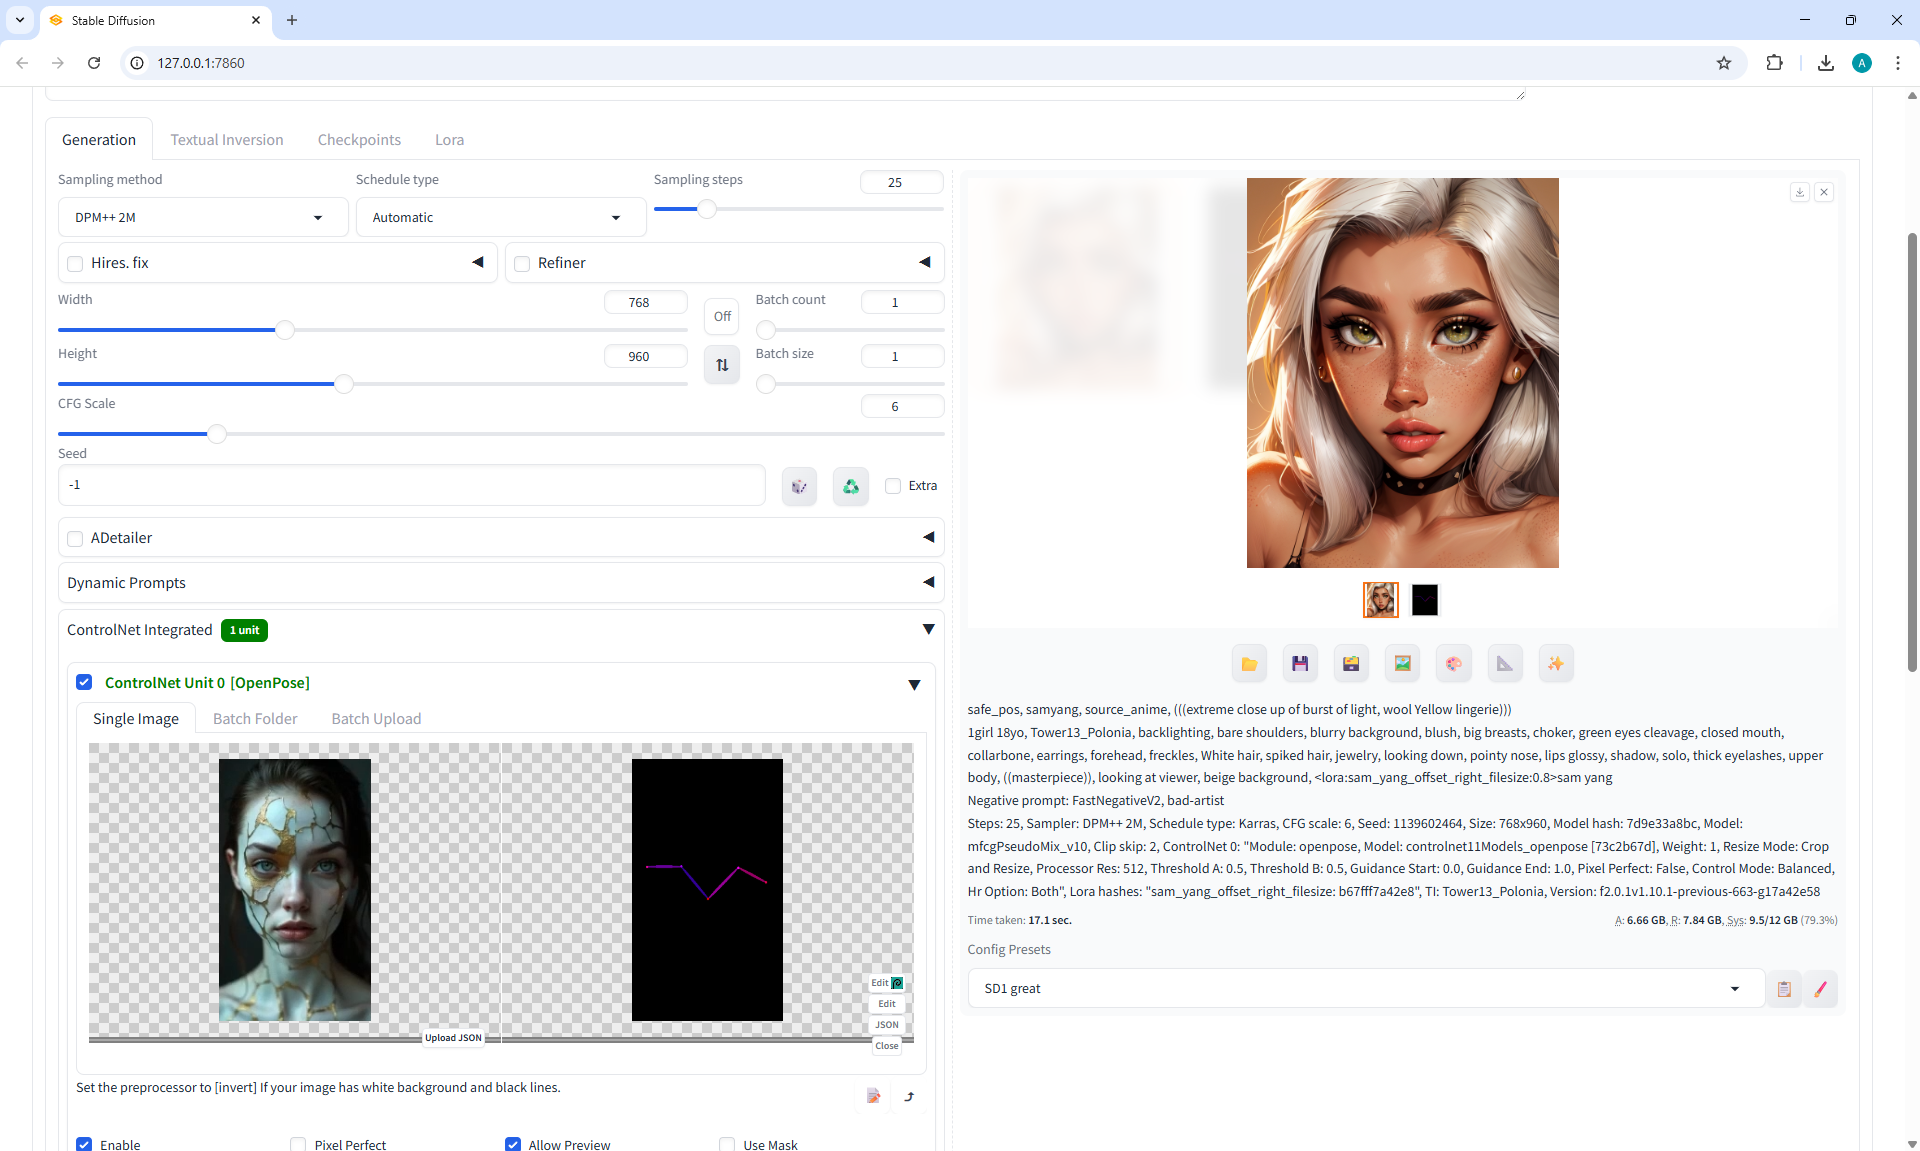 Stable Diffusion
127.0.0.1:7860
A
Generation Textual Inversion Checkpoints Lora
Sampling method Schedule type Sampling steps 25
DPM++ 2M Automatic
Hires. fix Refiner
Width 768 Off Batch count 1
Height 960 Batch size 1
CFG Scale 6
Seed
-1 Extra
ADetailer
Dynamic Prompts
ControlNet Integrated 1 unit
ControlNet Unit 0 [OpenPose]
Single Image Batch Folder Batch Upload
Edit
Edit
JSON
Upload JSON
Close
Set the preprocessor to [invert] If your image has white background and black lines.
Enable Pixel Perfect Allow Preview Use Mask
safe_pos, samyang, source_anime, (((extreme close up of burst of light, wool Yellow lingerie)))
1girl 18yo, Tower13_Polonia, backlighting, bare shoulders, blurry background, blush, big breasts, choker, green eyes cleavage, closed mouth,
collarbone, earrings, forehead, freckles, White hair, spiked hair, jewelry, looking down, pointy nose, lips glossy, shadow, solo, thick eyelashes, upper
body, ((masterpiece)), looking at viewer, beige background, <lora:sam_yang_offset_right_filesize:0.8>sam yang
Negative prompt: FastNegativeV2, bad-artist
Steps: 25, Sampler: DPM++ 2M, Schedule type: Karras, CFG scale: 6, Seed: 1139602464, Size: 768x960, Model hash: 7d9e33a8bc, Model:
mfcgPseudoMix_v10, Clip skip: 2, ControlNet 0: "Module: openpose, Model: controlnet11Models_openpose [73c2b67d], Weight: 1, Resize Mode: Crop
and Resize, Processor Res: 512, Threshold A: 0.5, Threshold B: 0.5, Guidance Start: 0.0, Guidance End: 1.0, Pixel Perfect: False, Control Mode: Balanced,
Hr Option: Both", Lora hashes: "sam_yang_offset_right_filesize: b67fff7a42e8", TI: Tower13_Polonia, Version: f2.0.1v1.10.1-previous-663-g17a42e58
Time taken: 17.1 sec. A: 6.66 GB, R: 7.84 GB, Sys: 9.5/12 GB (79.3%)
Config Presets
SD1 great